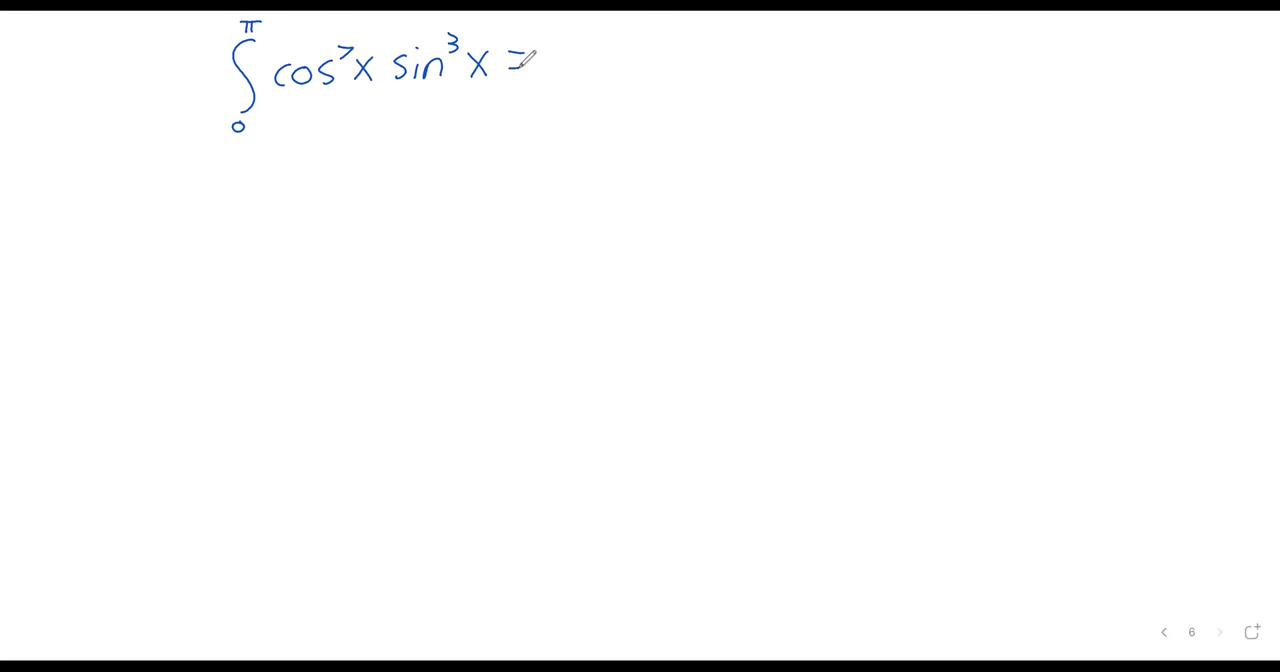 ∫₀^π cos⁷x sin³x =
6